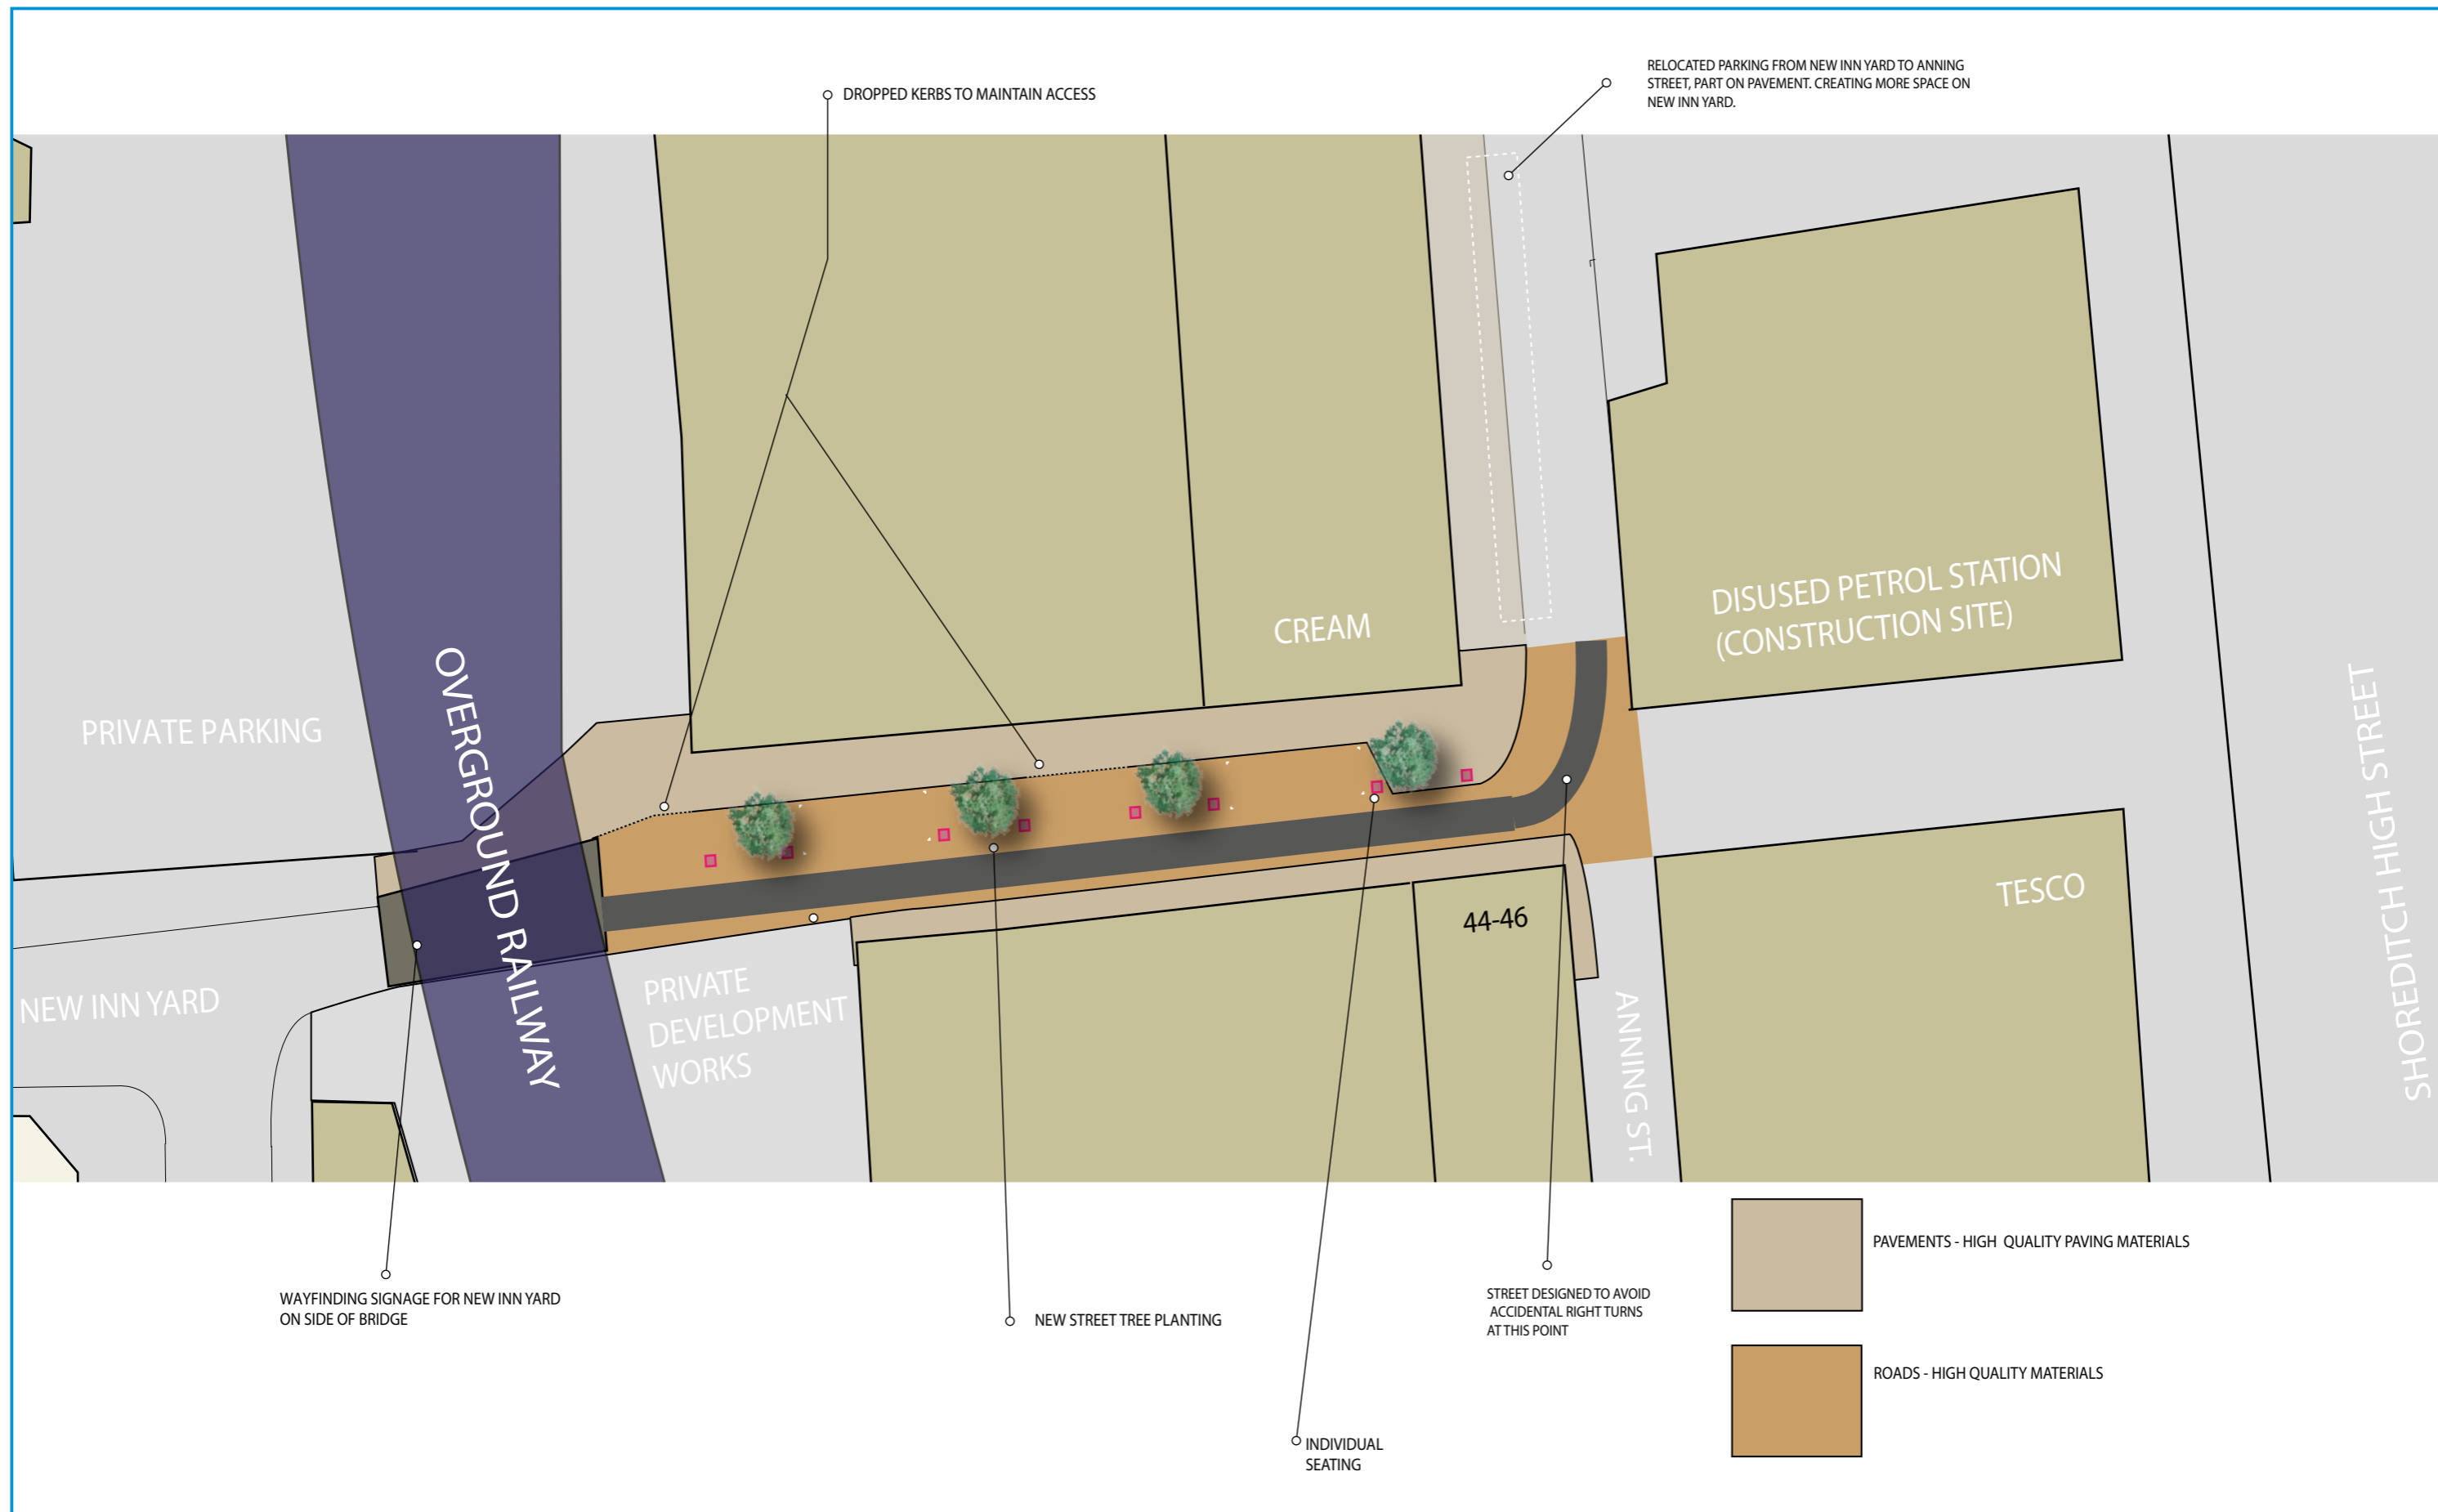 RELOCATED PARKING FROM NEW INN YARD TO ANNING
STREET, PART ON PAVEMENT. CREATING MORE SPACE ON
NEW INN YARD.
DROPPED KERBS TO MAINTAIN ACCESS
DISUSED PETROL STATION
(CONSTRUCTION SITE)
CREAM
PRIVATE PARKING
OVERGROUND RAILWAY
SHOREDITCH HIGH STREET
TESCO
44-46
NEW INN YARD
PRIVATE
DEVELOPMENT
WORKS
ANNING ST.
PAVEMENTS - HIGH QUALITY PAVING MATERIALS
WAYFINDING SIGNAGE FOR NEW INN YARD
ON SIDE OF BRIDGE
NEW STREET TREE PLANTING
STREET DESIGNED TO AVOID
ACCIDENTAL RIGHT TURNS
AT THIS POINT
ROADS - HIGH QUALITY MATERIALS
INDIVIDUAL
SEATING